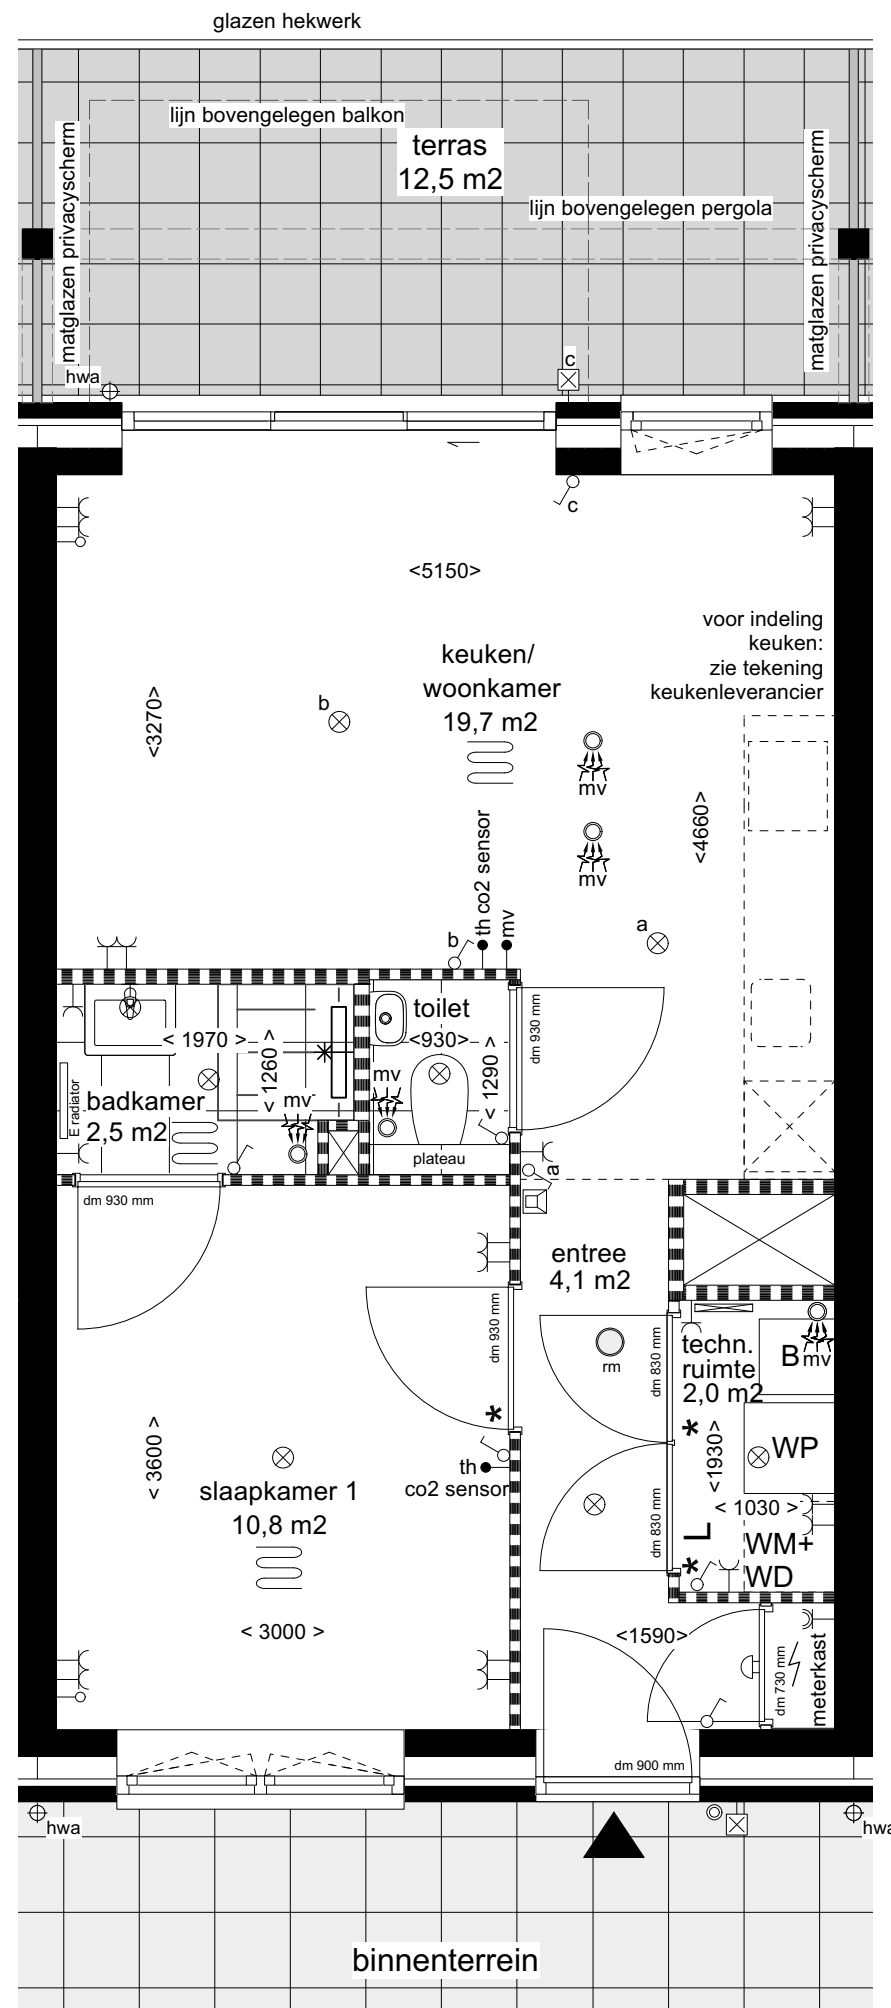 glazen hekwerk
lijn bovengelegen balkon
terras
12,5 m2
matglazen privacyscherm
lijn bovengelegen pergola
matglazen privacyscherm
hwa
c
c
<5150>
voor indeling
keuken:
zie tekening
keukenleverancier
keuken/
woonkamer
19,7 m2
<3270>
b
mv
mv
<4660>
th co2 sensor
mv
b
a
toilet
<930>
<1290>
dm 930 mm
< 1970 >
< 1260 >
mv
mv
E radiator
badkamer
2,5 m2
plateau
a
dm 930 mm
entree
4,1 m2
dm 930 mm
rm
dm 830 mm
techn.
ruimte
2,0 m2
B
mv
*
*
< 3600 >
<1930>
WP
th
co2 sensor
slaapkamer 1
10,8 m2
< 1030 >
dm 830 mm
L
*
WM+
WD
< 3000 >
<1590>
dm 730 mm
meterkast
dm 900 mm
hwa
hwa
binnenterrein